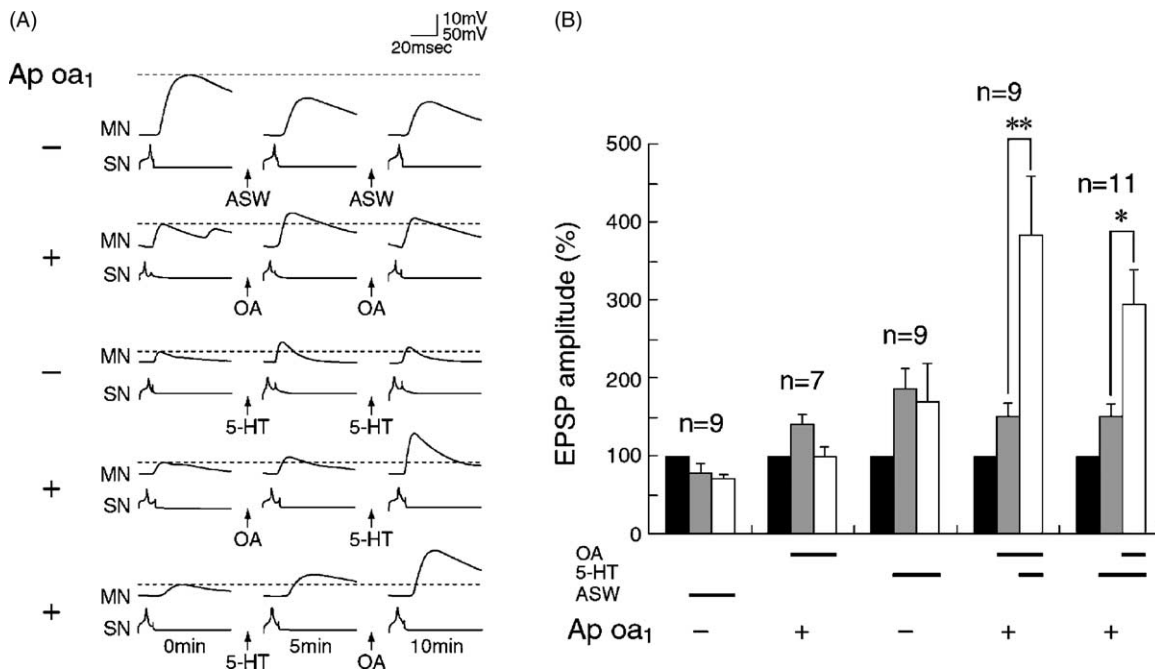 (A)
10mV
50mV
20msec
Ap oa₁
MN
−
SN
ASW ASW
MN
+
SN
OA OA
MN
−
SN
5-HT 5-HT
MN
+
SN
OA 5-HT
MN
+
SN
0min 5min 10min
5-HT OA
(B)
EPSP amplitude (%)
500
400
300
200
100
0
n=9
n=7
n=9
n=9
**
n=11
*
OA
5-HT
ASW
Ap oa₁ − + − + +